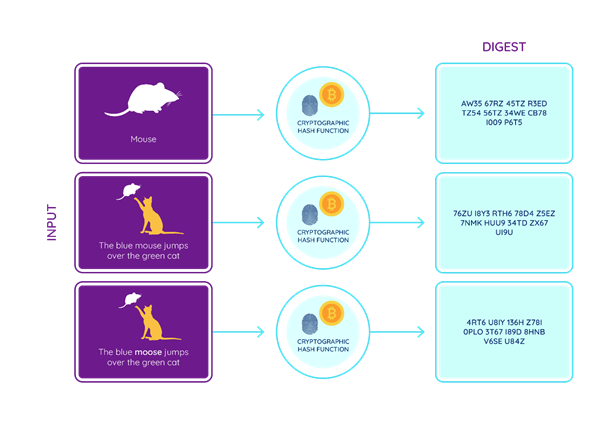 DIGEST
INPUT
Mouse
CRYPTOGRAPHIC
HASH FUNCTION
AW35 67RZ 45TZ R3ED
TZ54 56TZ 34WE CB78
I009 P6T5
The blue mouse jumps
over the green cat
CRYPTOGRAPHIC
HASH FUNCTION
76ZU I8Y3 RTH6 78D4 Z5EZ
7NMK HUU9 34TD ZX67
UI9U
The blue moose jumps
over the green cat
CRYPTOGRAPHIC
HASH FUNCTION
4RT6 U8IY 136H Z78I
0PLO 3T67 I89D 8HNB
V6SE U84Z